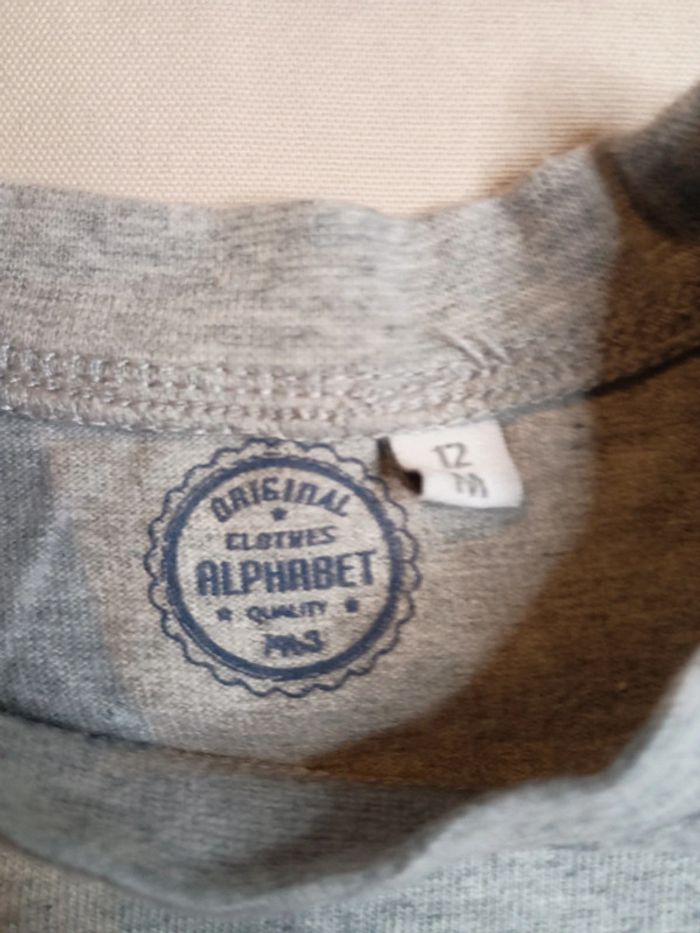 ORIGINAL
CLOTHES
ALPHABET
QUALITY
12
M